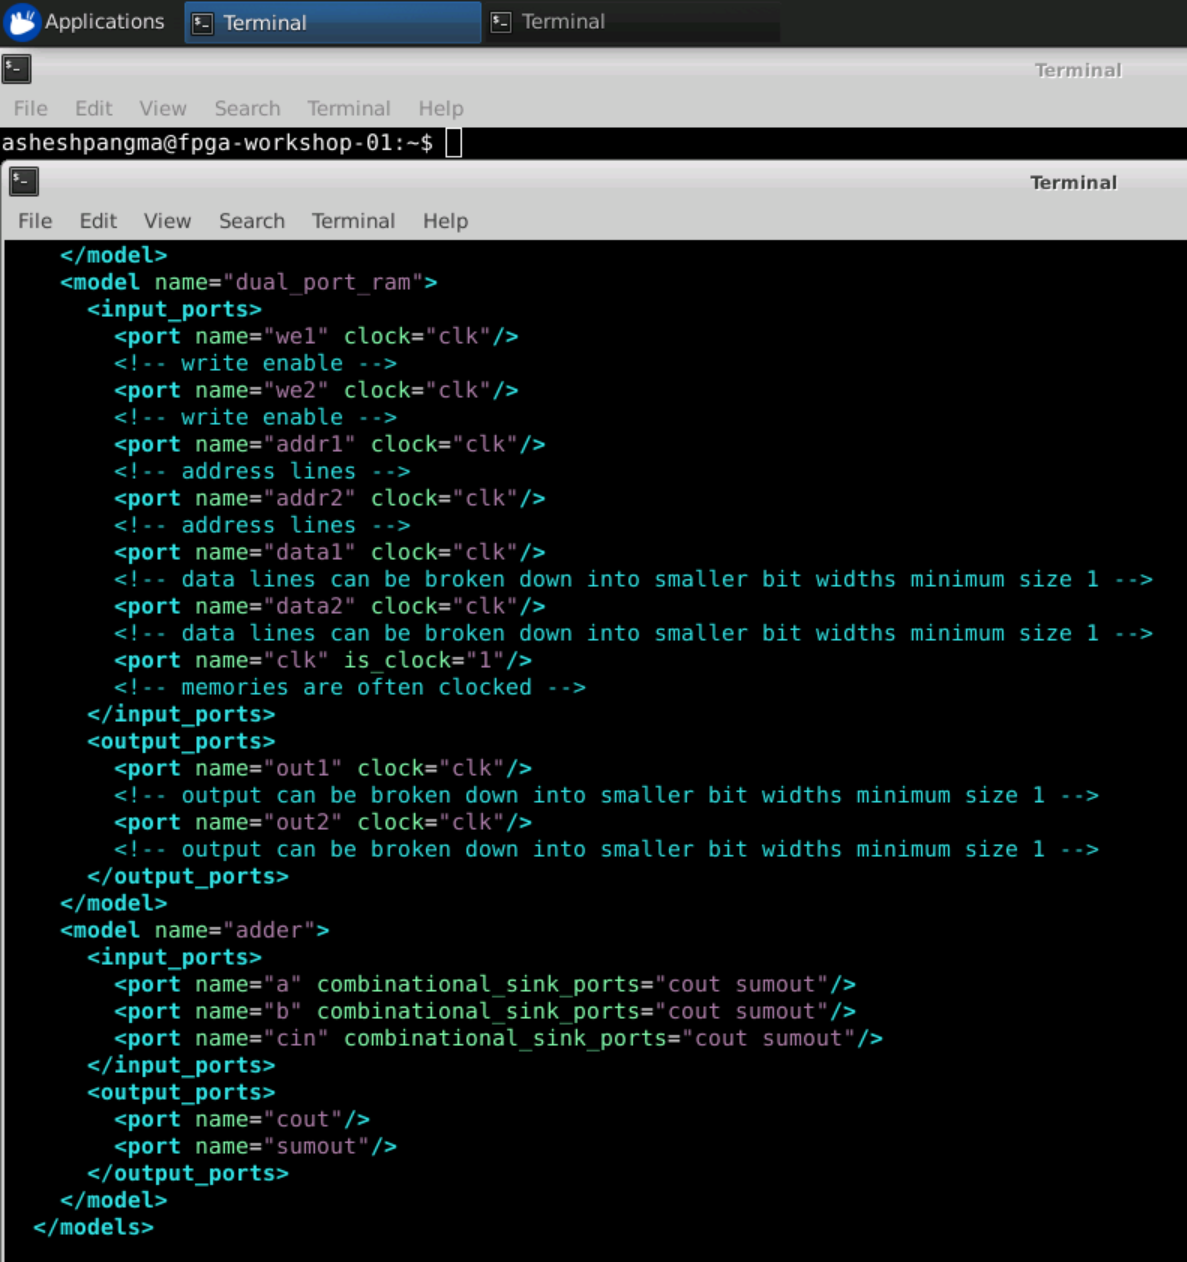 Applications Terminal Terminal
Terminal
File Edit View Search Terminal Help
asheshpangma@fpga-workshop-01:~$
Terminal
File Edit View Search Terminal Help
</model>
<model name="dual_port_ram">
<input_ports>
<port name="we1" clock="clk"/>
<!-- write enable -->
<port name="we2" clock="clk"/>
<!-- write enable -->
<port name="addr1" clock="clk"/>
<!-- address lines -->
<port name="addr2" clock="clk"/>
<!-- address lines -->
<port name="data1" clock="clk"/>
<!-- data lines can be broken down into smaller bit widths minimum size 1 -->
<port name="data2" clock="clk"/>
<!-- data lines can be broken down into smaller bit widths minimum size 1 -->
<port name="clk" is_clock="1"/>
<!-- memories are often clocked -->
</input_ports>
<output_ports>
<port name="out1" clock="clk"/>
<!-- output can be broken down into smaller bit widths minimum size 1 -->
<port name="out2" clock="clk"/>
<!-- output can be broken down into smaller bit widths minimum size 1 -->
</output_ports>
</model>
<model name="adder">
<input_ports>
<port name="a" combinational_sink_ports="cout sumout"/>
<port name="b" combinational_sink_ports="cout sumout"/>
<port name="cin" combinational_sink_ports="cout sumout"/>
</input_ports>
<output_ports>
<port name="cout"/>
<port name="sumout"/>
</output_ports>
</model>
</models>